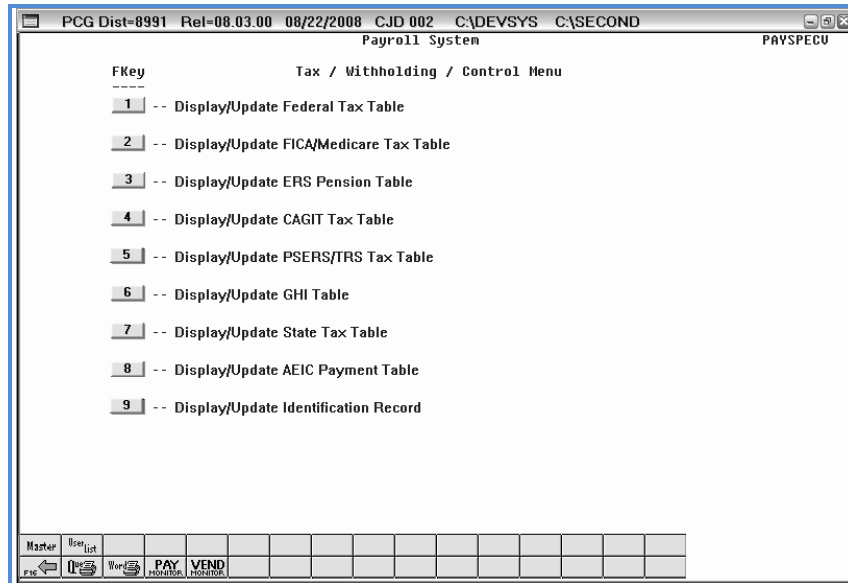 PCG Dist=8991 Rel=08.03.00 08/22/2008 CJD 002 C:\DEVSYS C:\SECOND
Payroll System PAYSPECV
FKey Tax / Withholding / Control Menu
----
1 -- Display/Update Federal Tax Table
2 -- Display/Update FICA/Medicare Tax Table
3 -- Display/Update ERS Pension Table
4 -- Display/Update CAGIT Tax Table
5 -- Display/Update PSERS/TRS Tax Table
6 -- Display/Update GHI Table
7 -- Display/Update State Tax Table
8 -- Display/Update AEIC Payment Table
9 -- Display/Update Identification Record
Master User List
F16 Que Word PAY MONITOR VEND MONITOR